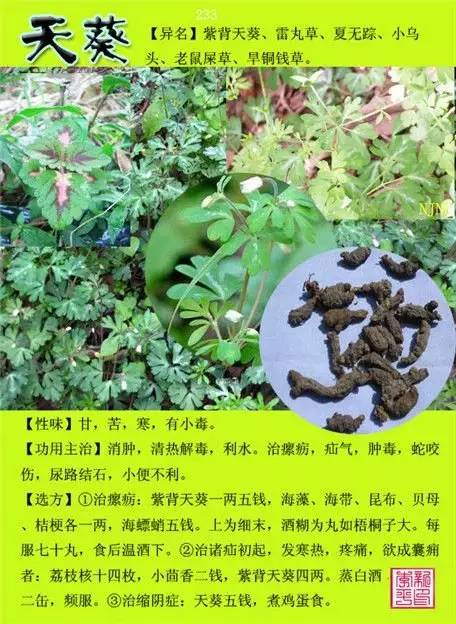 233
天葵
【异名】紫背天葵、雷丸草、夏无踪、小乌
头、老鼠屎草、旱铜钱草。
NJM
【性味】甘，苦，寒，有小毒。
【功用主治】消肿，清热解毒，利水。治瘰疬，疝气，肿毒，蛇咬
伤，尿路结石，小便不利。
【选方】①治瘰疬：紫背天葵一两五钱，海藻、海带、昆布、贝母
、桔梗各一两，海螵蛸五钱。上为细末，酒糊为丸如梧桐子大。每
服七十丸，食后温酒下。②治诸疝初起，发寒热，疼痛，欲成囊痈
者：荔枝核十四枚，小茴香二钱，紫背天葵四两。蒸白酒
二缶，频服。③治缩阴症：天葵五钱，煮鸡蛋食。